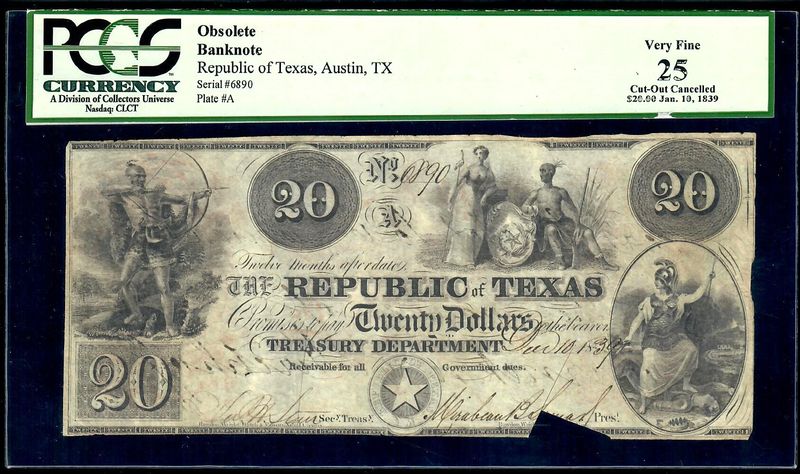 PCGS
CURRENCY
A Division of Collectors Universe
Nasdaq: CLCT
Obsolete
Banknote
Republic of Texas, Austin, TX
Serial #6890
Plate #A
Very Fine
25
Cut-Out Cancelled
$20.00 Jan. 10, 1839
20
No 6890
A
20
Twelve months after date,
THE REPUBLIC of TEXAS
Promises to pay Twenty Dollars to the bearer
TREASURY DEPARTMENT
Receivable for all Government dues.
20
Secy. Treasy.
Mirabeau B. Lamar Prest.